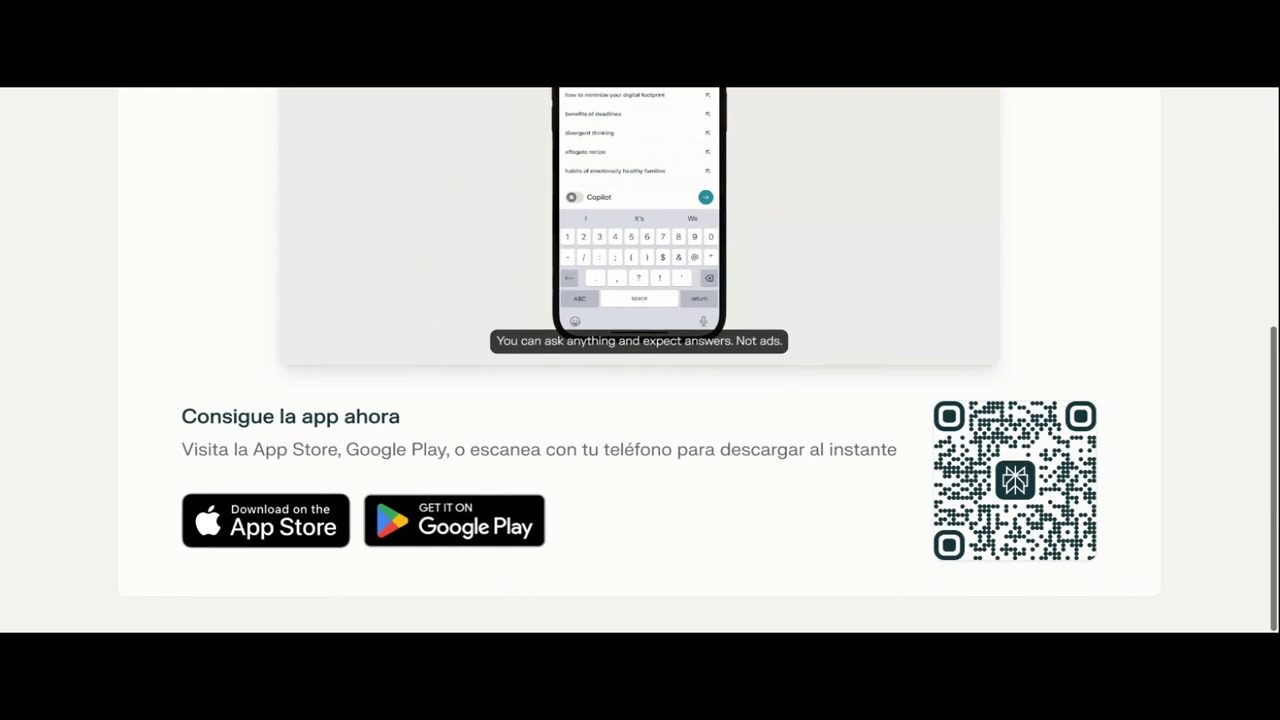 how to minimize your digital footprint
benefits of deadlines
divergent thinking
affogato recipe
habits of emotionally healthy families
Copilot
I It's We
1 2 3 4 5 6 7 8 9 0
- / : ; ( ) $ & @ "
. , ? ! '
ABC space return
You can ask anything and expect answers. Not ads.
Consigue la app ahora
Visita la App Store, Google Play, o escanea con tu teléfono para descargar al instante
Download on the
App Store
GET IT ON
Google Play